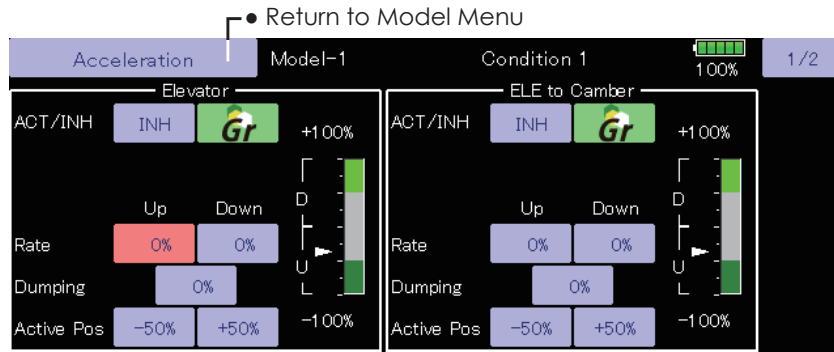 ● Return to Model Menu
Acceleration Model-1 Condition 1 100% 1/2
Elevator
ACT/INH INH Gr +100%
D
Up Down
Rate 0% 0%
U
Dumping 0%
Active Pos -50% +50% -100%
ELE to Camber
ACT/INH INH Gr +100%
D
Up Down
Rate 0% 0%
U
Dumping 0%
Active Pos -50% +50% -100%